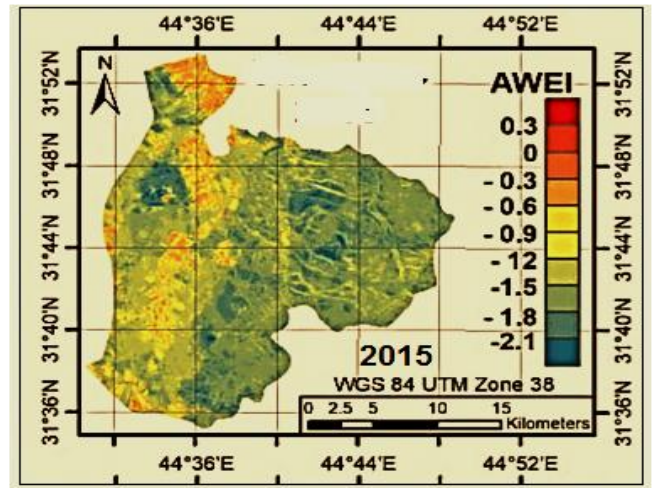 44°36'E 44°44'E 44°52'E
N
AWEI
0.3
0
- 0.3
- 0.6
- 0.9
- 12
- 1.5
- 1.8
-2.1
31°52'N 31°52'N
31°48'N 31°48'N
31°44'N 31°44'N
31°40'N 31°40'N
31°36'N 31°36'N
2015
WGS 84 UTM Zone 38
0 2.5 5 10 15
Kilometers
44°36'E 44°44'E 44°52'E